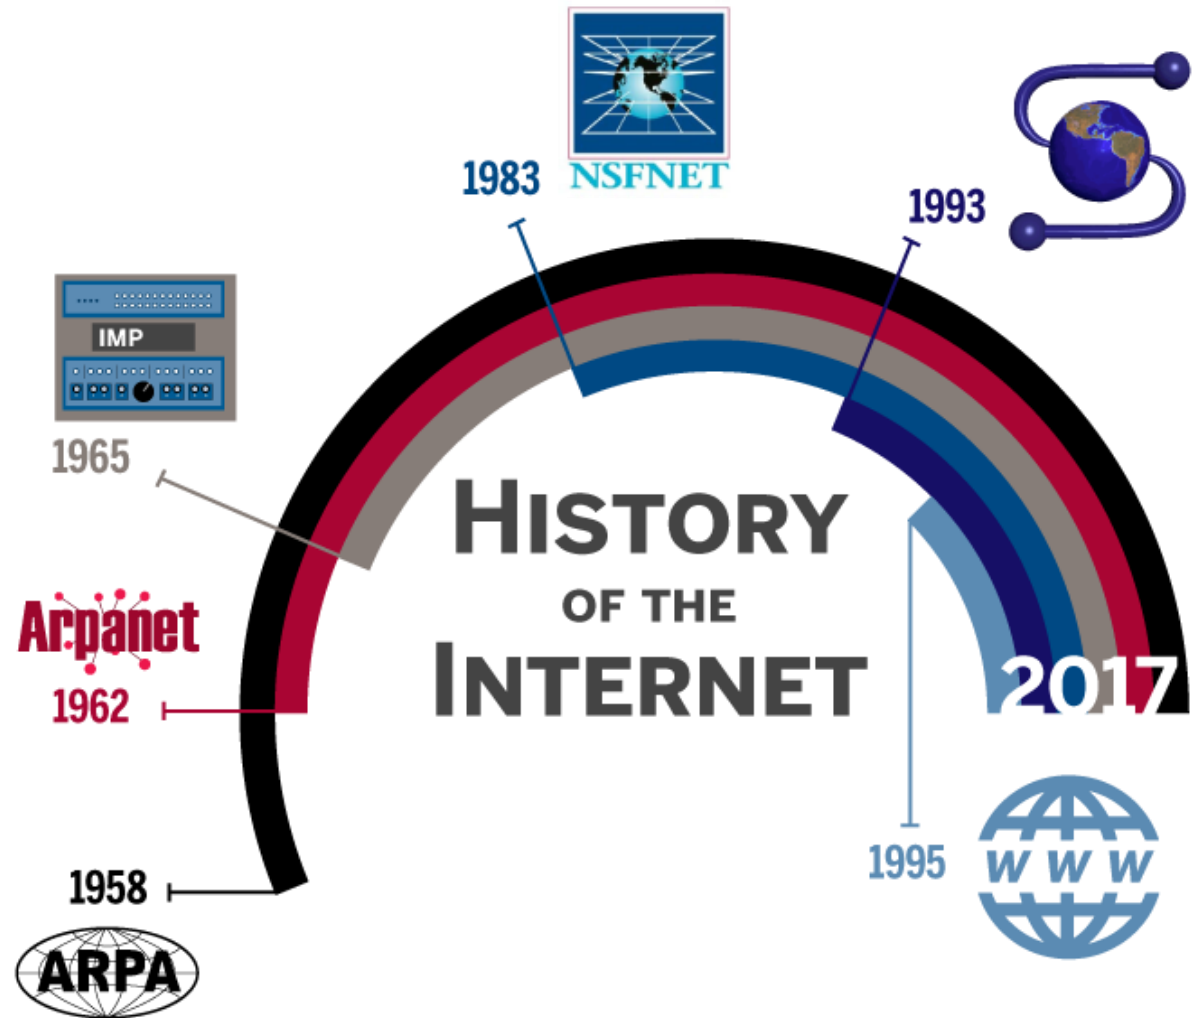 NSFNET
1983
1993
IMP
1965
HISTORY
OF THE
INTERNET
Arpanet
1962
2017
1995
W W W
1958
ARPA